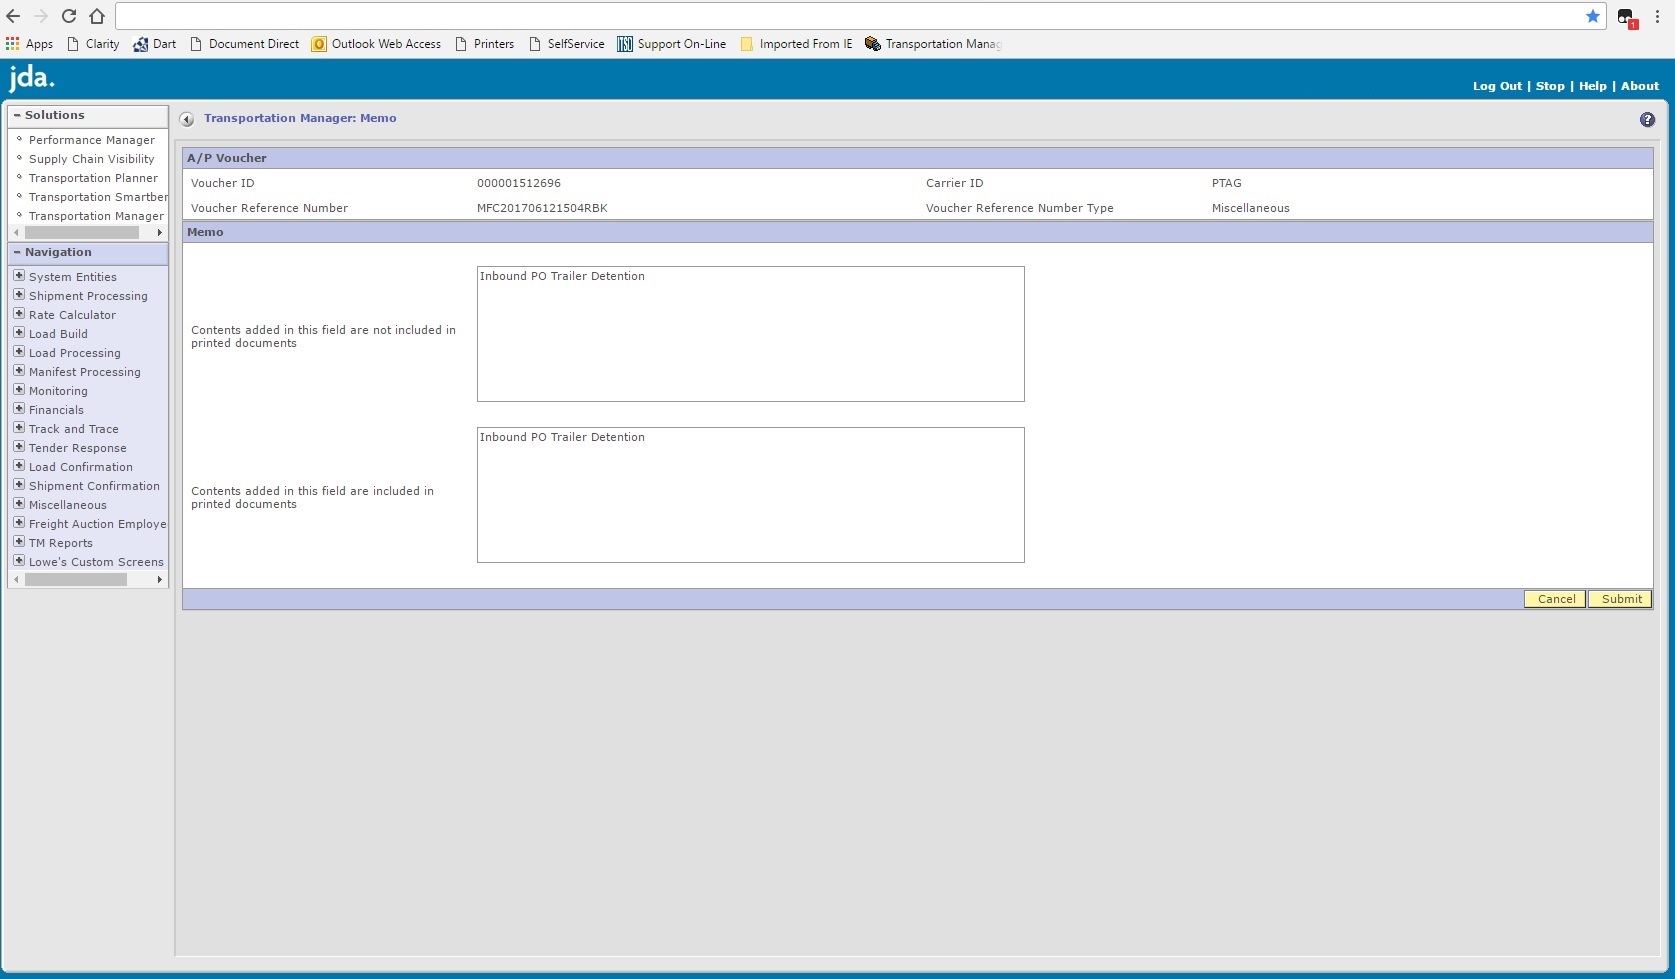 Apps Clarity Dart Document Direct Outlook Web Access Printers SelfService Support On-Line Imported From IE Transportation Manag
1
jda.
Log Out | Stop | Help | About
Solutions
Performance Manager
Supply Chain Visibility
Transportation Planner
Transportation Smartber
Transportation Manager
Navigation
System Entities
Shipment Processing
Rate Calculator
Load Build
Load Processing
Manifest Processing
Monitoring
Financials
Track and Trace
Tender Response
Load Confirmation
Shipment Confirmation
Miscellaneous
Freight Auction Employe
TM Reports
Lowe's Custom Screens
Transportation Manager: Memo
?
A/P Voucher
Voucher ID 000001512696 Carrier ID PTAG
Voucher Reference Number MFC201706121504RBK Voucher Reference Number Type Miscellaneous
Memo
Inbound PO Trailer Detention
Contents added in this field are not included in
printed documents
Inbound PO Trailer Detention
Contents added in this field are included in
printed documents
Cancel Submit